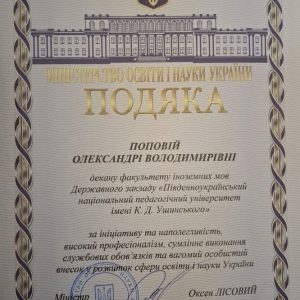 МІНІСТЕРСТВО ОСВІТИ І НАУКИ УКРАЇНИ
ПОДЯКА
ПОПОВІЙ
ОЛЕКСАНДРІ ВОЛОДИМИРІВНІ
декану факультету іноземних мов
Державного закладу «Південноукраїнський
національний педагогічний університет
імені К. Д. Ушинського»
за ініціативу та наполегливість,
високий професіоналізм, сумлінне виконання
службових обов'язків та вагомий особистий
внесок у розвиток сфери освіти і науки України
Міністр
Оксен ЛІСОВИЙ